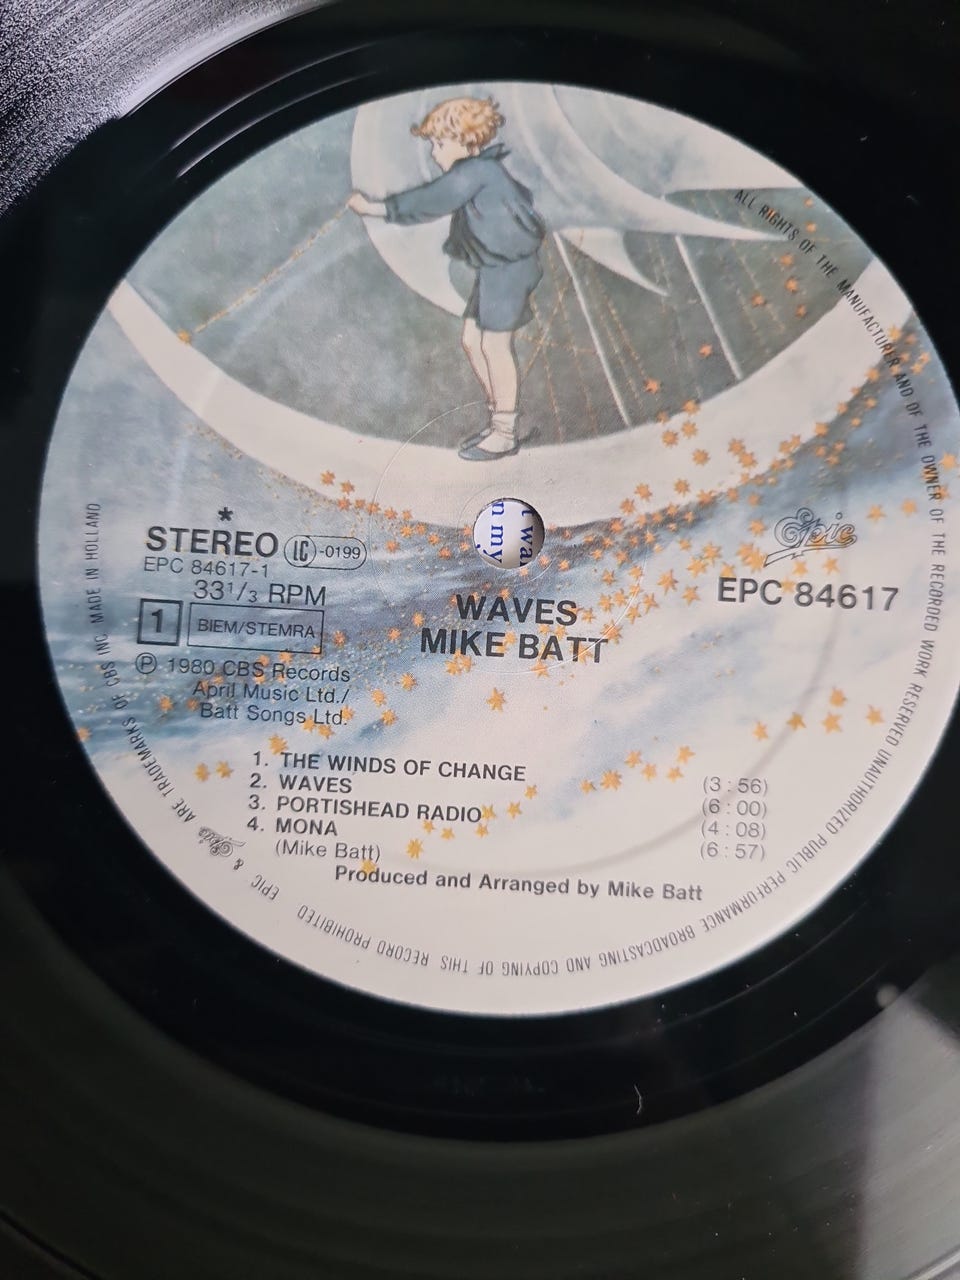 *
STEREO LC-0199
EPC 84617-1
33 1/3 RPM
1 BIEM/STEMRA
Ⓟ 1980 CBS Records
April Music Ltd./
Batt Songs Ltd.
Epic
EPC 84617
WAVES
MIKE BATT
1. THE WINDS OF CHANGE (3:56)
2. WAVES (6:00)
3. PORTISHEAD RADIO (4:08)
4. MONA (6:57)
(Mike Batt)
Produced and Arranged by Mike Batt
ALL RIGHTS OF THE MANUFACTURER AND OF THE OWNER OF THE RECORDED WORK RESERVED UNAUTHORIZED PUBLIC PERFORMANCE BROADCASTING AND COPYING OF THIS RECORD PROHIBITED
EPIC & Epic ARE TRADEMARKS OF CBS INC. MADE IN HOLLAND
n my
t wa